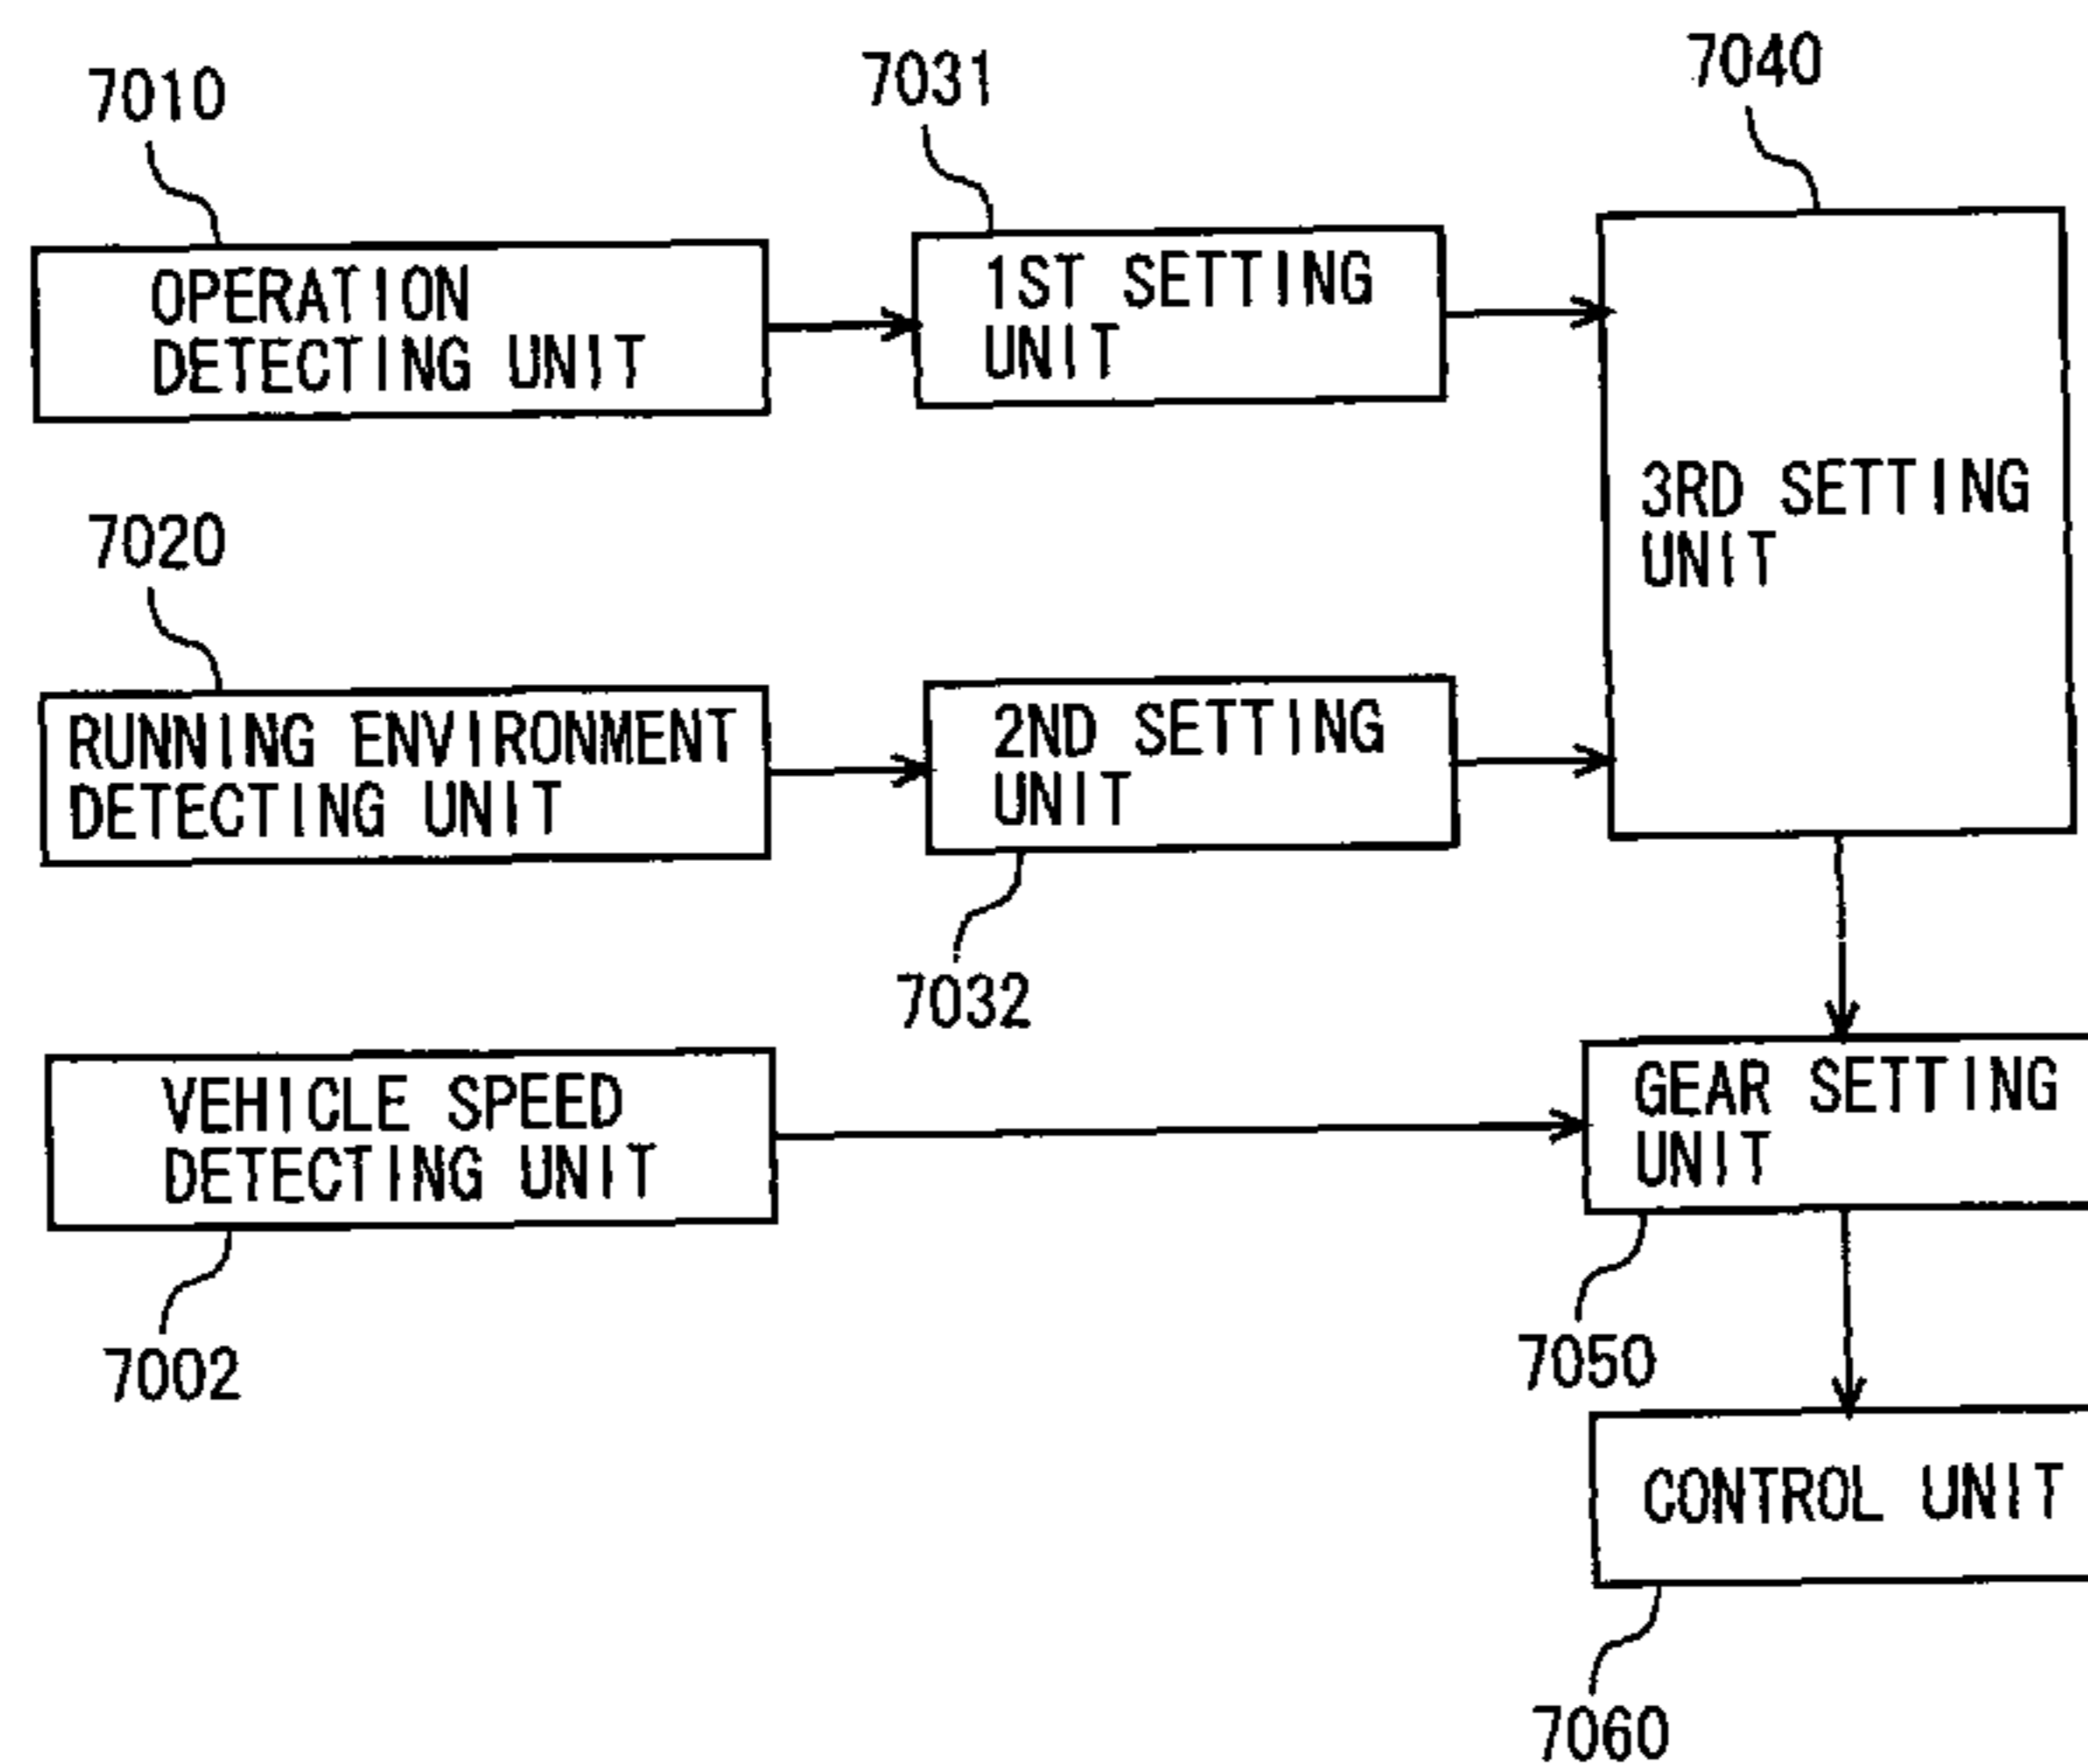 7010
7031
7040
OPERATION
DETECTING UNIT
1ST SETTING
UNIT
3RD SETTING
UNIT
7020
RUNNING ENVIRONMENT
DETECTING UNIT
2ND SETTING
UNIT
7032
VEHICLE SPEED
DETECTING UNIT
GEAR SETTING
UNIT
7002
7050
CONTROL UNIT
7060